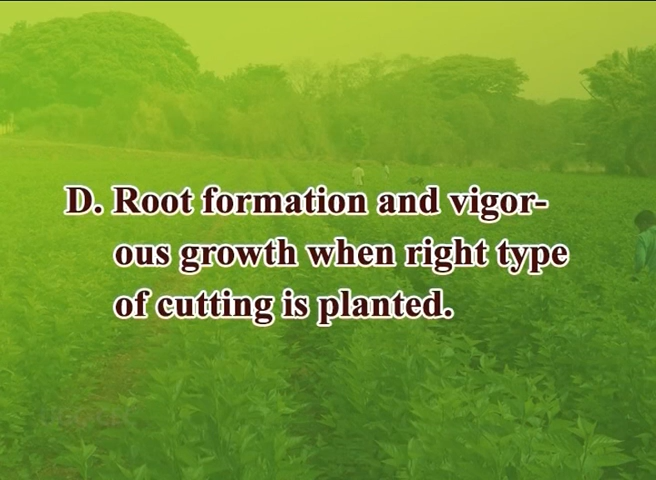 D. Root formation and vigor-
ous growth when right type
of cutting is planted.